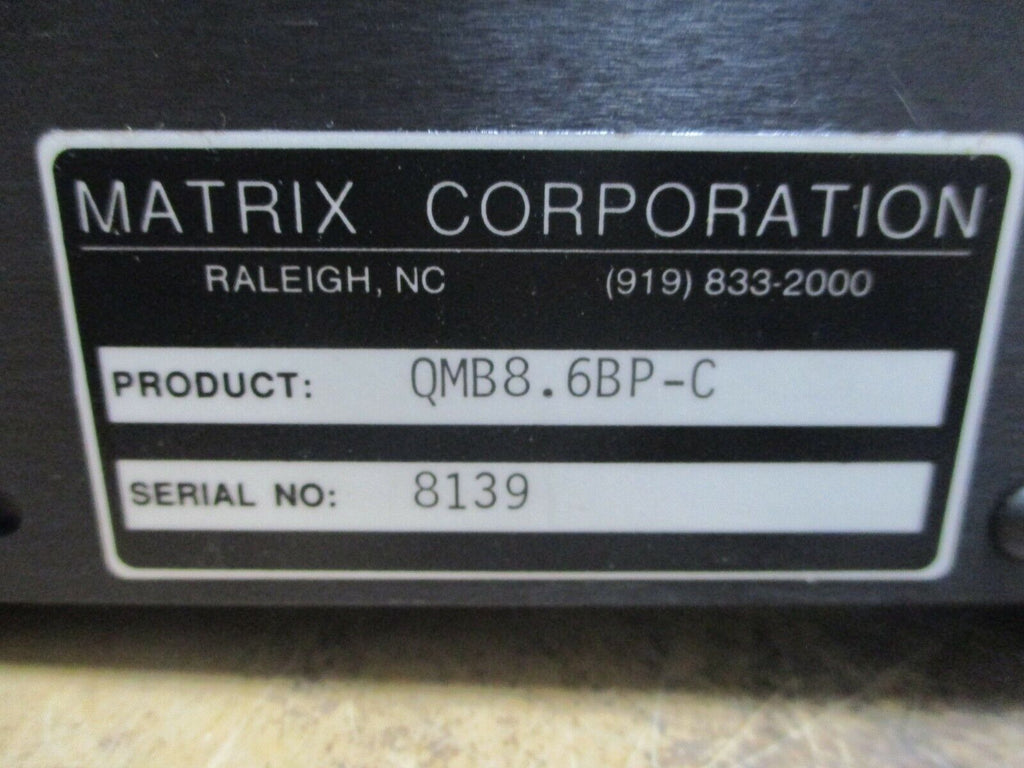 MATRIX CORPORATION
RALEIGH, NC (919) 833-2000
PRODUCT: QMB8.6BP-C
SERIAL NO: 8139